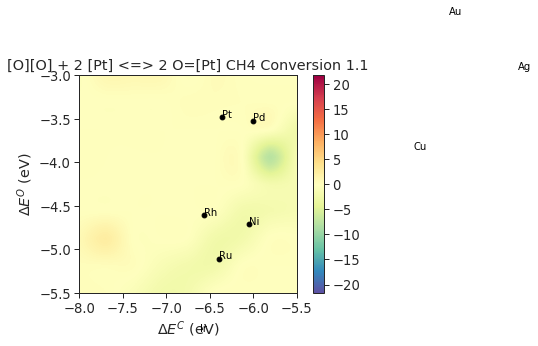 Au
Ag
[O][O] + 2 [Pt] <=> 2 O=[Pt] CH4 Conversion 1.1
Cu
Pt
Pd
Rh
Ni
Ru
−3.0
−3.5
−4.0
−4.5
−5.0
−5.5
ΔE^O (eV)
−8.0 −7.5 −7.0 −6.5 −6.0 −5.5
ΔE^C (eV)
Ir
20
15
10
5
0
−5
−10
−15
−20